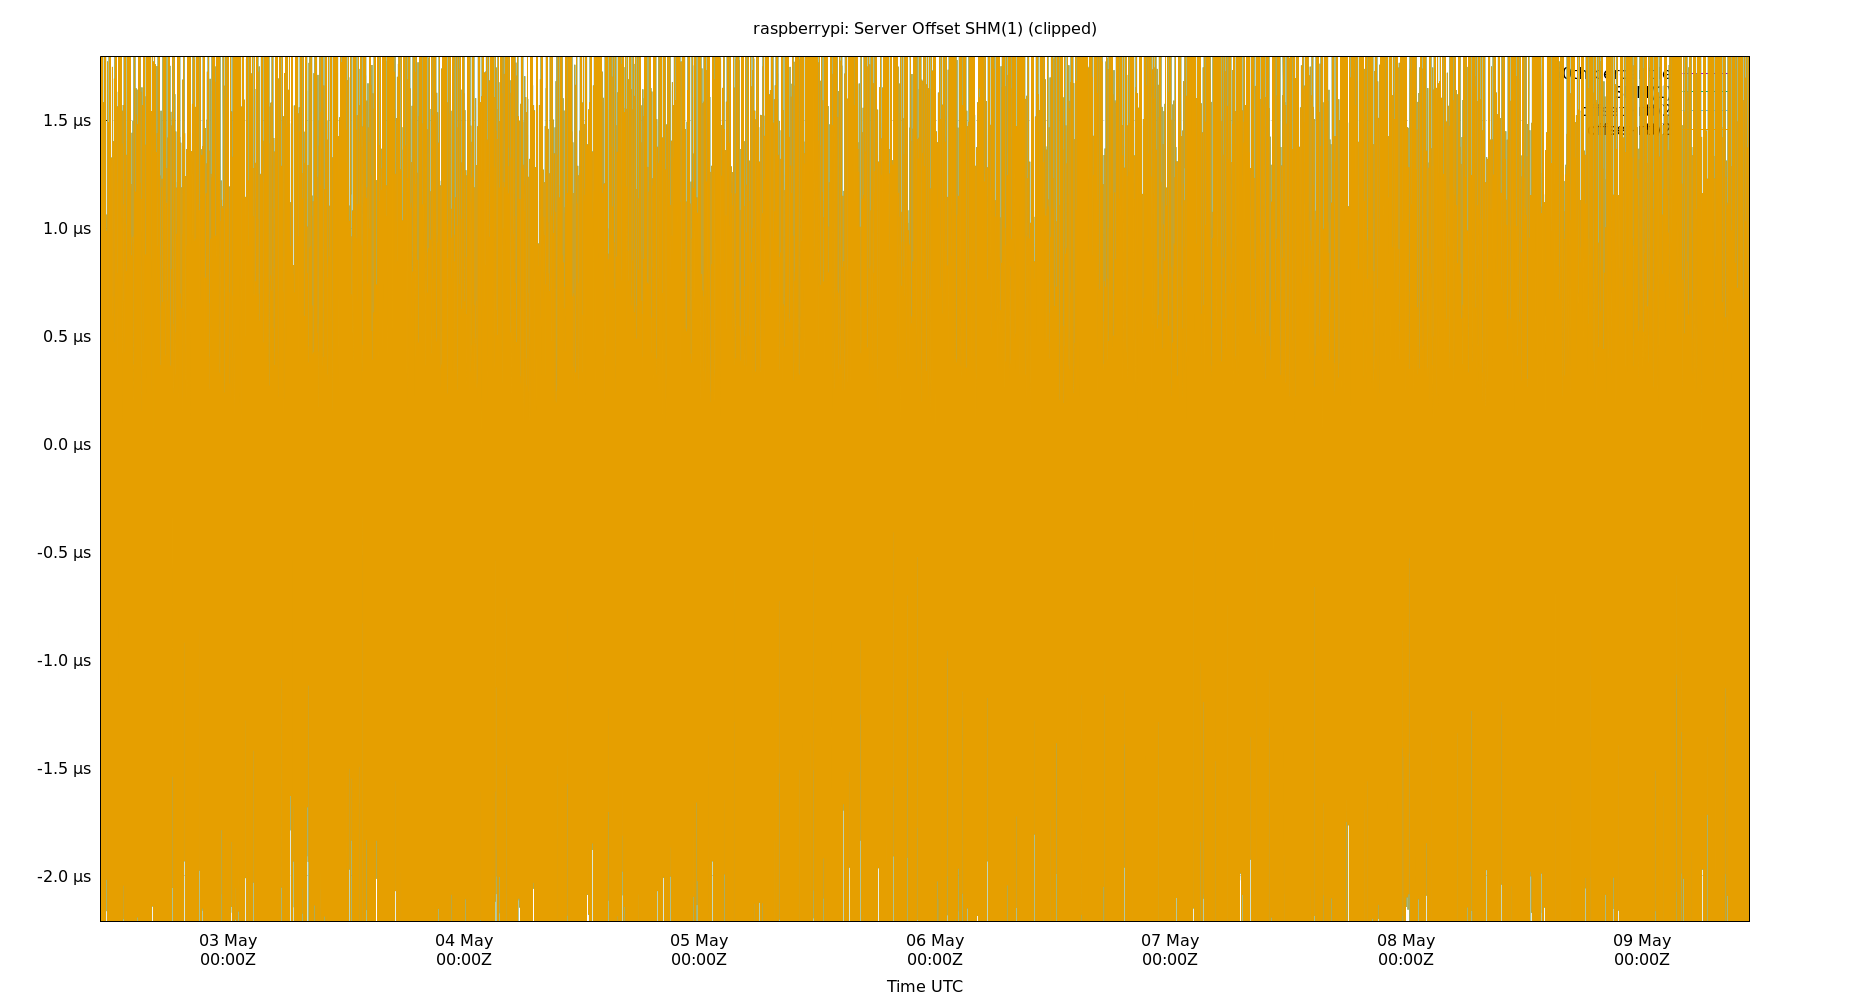 raspberrypi: Server Offset SHM(1) (clipped)
1.5 µs
1.0 µs
0.5 µs
0.0 µs
-0.5 µs
-1.0 µs
-1.5 µs
-2.0 µs
03 May 04 May 05 May 06 May 07 May 08 May 09 May
00:00Z 00:00Z 00:00Z 00:00Z 00:00Z 00:00Z 00:00Z
Time UTC